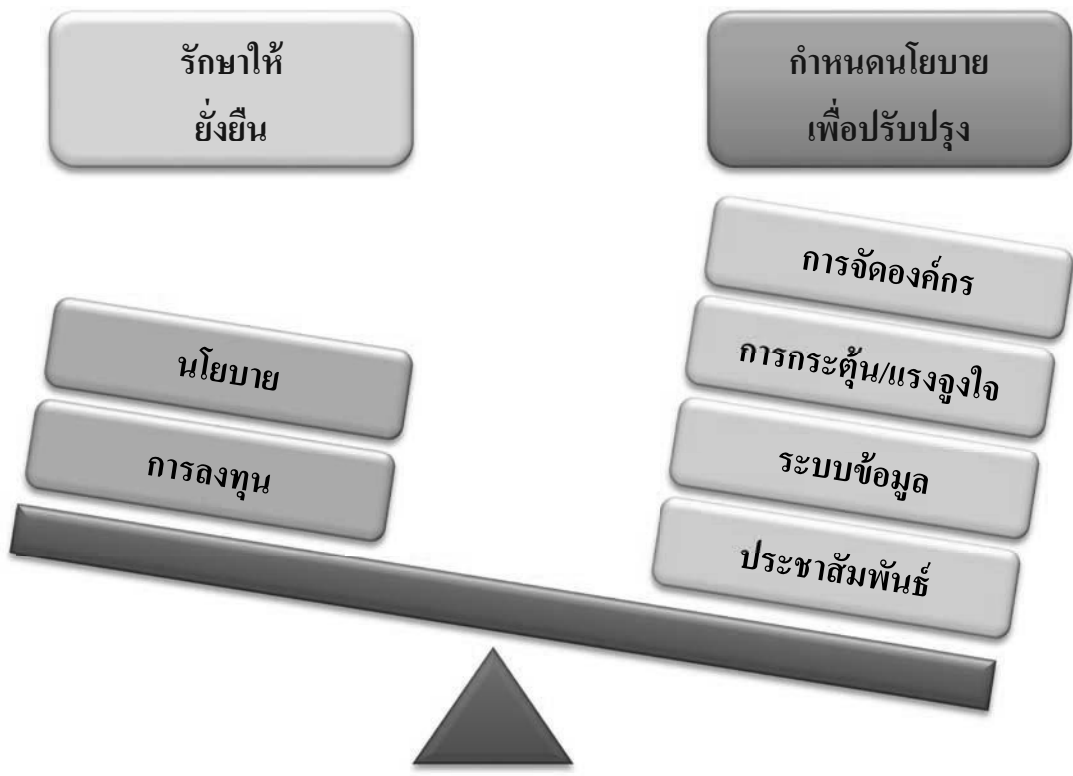 รักษาให้
ยั่งยืน
กำหนดนโยบาย
เพื่อปรับปรุง
นโยบาย
การลงทุน
การจัดองค์กร
การกระตุ้น/แรงจูงใจ
ระบบข้อมูล
ประชาสัมพันธ์